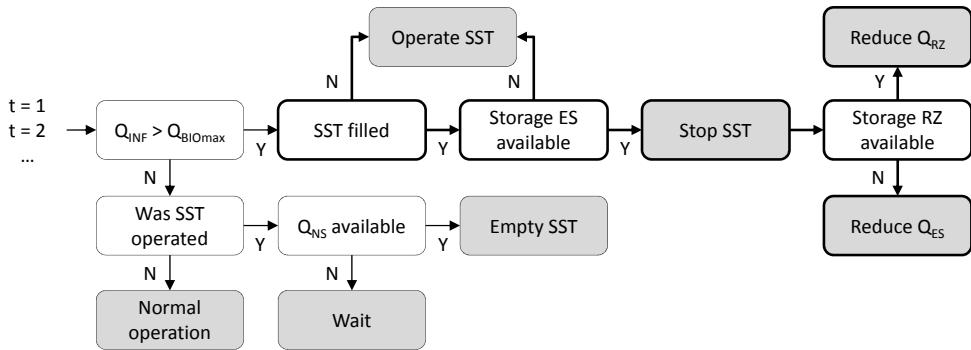 Operate SST
Reduce Q_RZ
N
N
Y
t = 1
t = 2
...
Q_INF > Q_BIOmax
Y
SST filled
Y
Storage ES
available
Y
Stop SST
Storage RZ
available
N
N
Was SST
operated
Y
Q_NS available
Y
Empty SST
Reduce Q_ES
N
N
Normal
operation
Wait